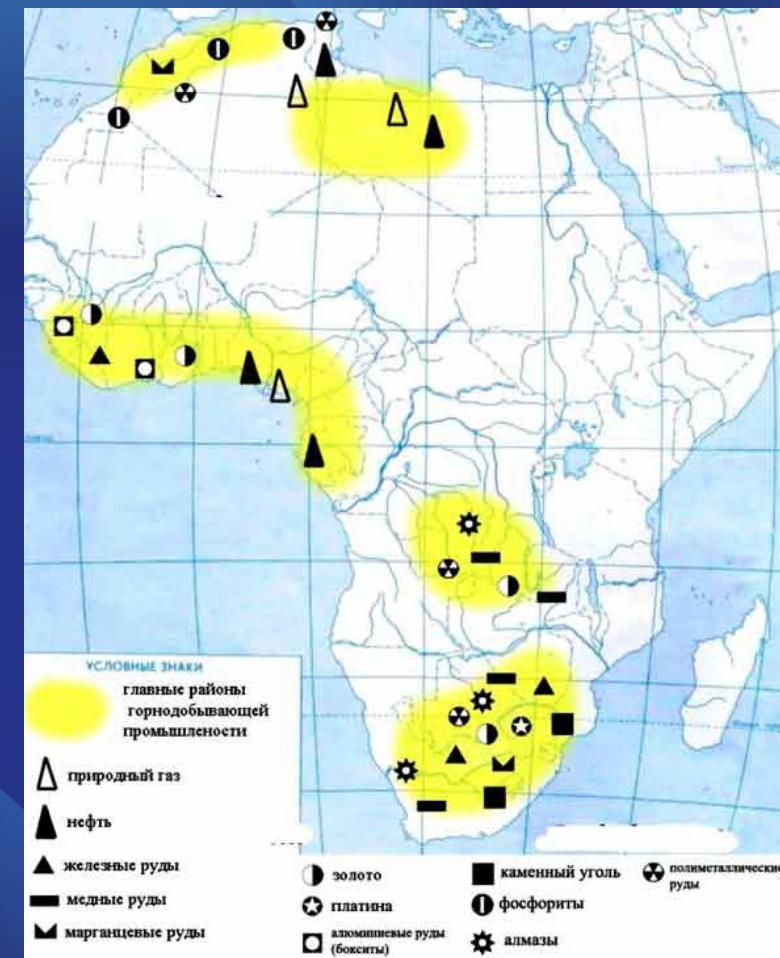 УСЛОВНЫЕ ЗНАКИ
главные районы
горнодобывающей
промышлености
природный газ
нефть
железные руды
медные руды
марганцевые руды
золото
платина
алюминиевые руды
(бокситы)
каменный уголь
фосфориты
алмазы
полиметаллические
руды